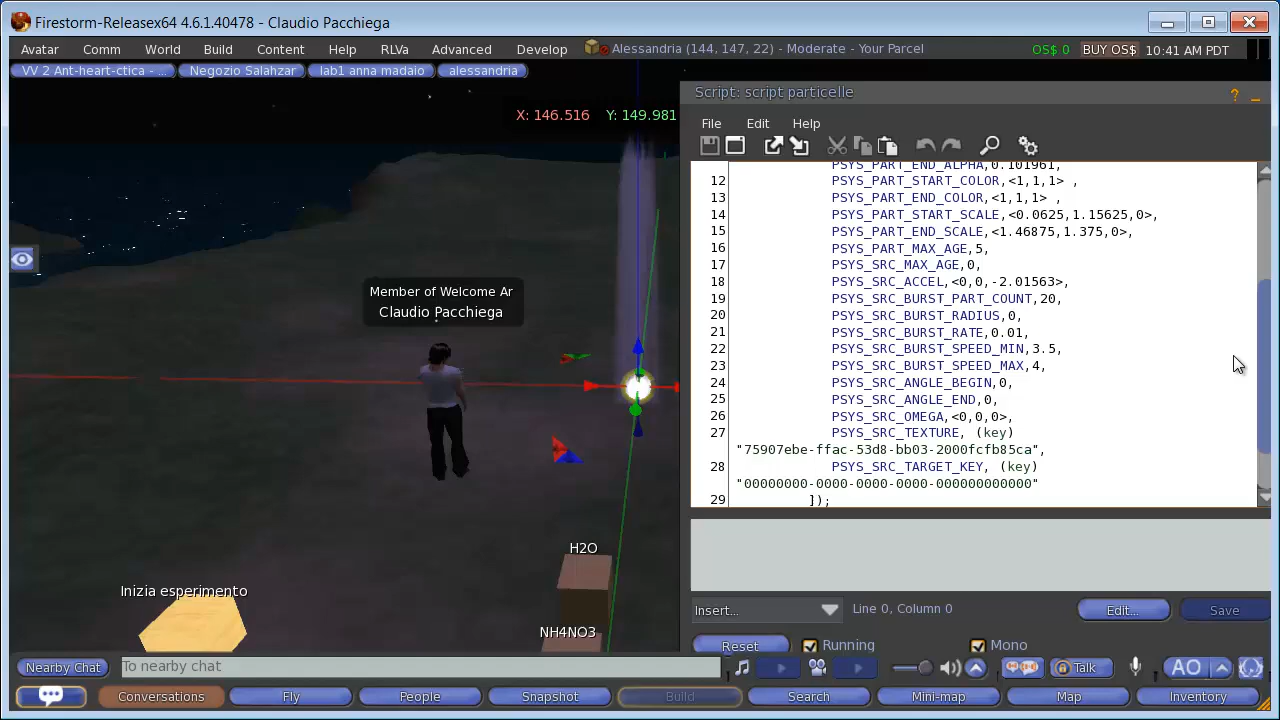 Firestorm-Releasex64 4.6.1.40478 - Claudio Pacchiega
Avatar Comm World Build Content Help RLVa Advanced Develop Alessandria (144, 147, 22) - Moderate - Your Parcel OS$ 0 BUY OS$ 10:41 AM PDT
VV 2 Ant-heart-ctica - ... Negozio Salahzar lab1 anna madaio alessandria
X: 146.516 Y: 149.981
Script: script particelle
File Edit Help
PSYS_PART_END_ALPHA,0.101961,
12 PSYS_PART_START_COLOR,<1,1,1> ,
13 PSYS_PART_END_COLOR,<1,1,1> ,
14 PSYS_PART_START_SCALE,<0.0625,1.15625,0>,
15 PSYS_PART_END_SCALE,<1.46875,1.375,0>,
16 PSYS_PART_MAX_AGE,5,
17 PSYS_SRC_MAX_AGE,0,
18 PSYS_SRC_ACCEL,<0,0,-2.01563>,
19 PSYS_SRC_BURST_PART_COUNT,20,
20 PSYS_SRC_BURST_RADIUS,0,
21 PSYS_SRC_BURST_RATE,0.01,
22 PSYS_SRC_BURST_SPEED_MIN,3.5,
23 PSYS_SRC_BURST_SPEED_MAX,4,
24 PSYS_SRC_ANGLE_BEGIN,0,
25 PSYS_SRC_ANGLE_END,0,
26 PSYS_SRC_OMEGA,<0,0,0>,
27 PSYS_SRC_TEXTURE, (key)
"75907ebe-ffac-53d8-bb03-2000fcfb85ca",
28 PSYS_SRC_TARGET_KEY, (key)
"00000000-0000-0000-0000-000000000000"
29 ]);
Member of Welcome Ar
Claudio Pacchiega
H2O
Inizia esperimento
NH4NO3
Insert... Line 0, Column 0 Edit... Save
Reset Running Mono
Nearby Chat To nearby chat Talk AO
Conversations Fly People Snapshot Build Search Mini-map Map Inventory